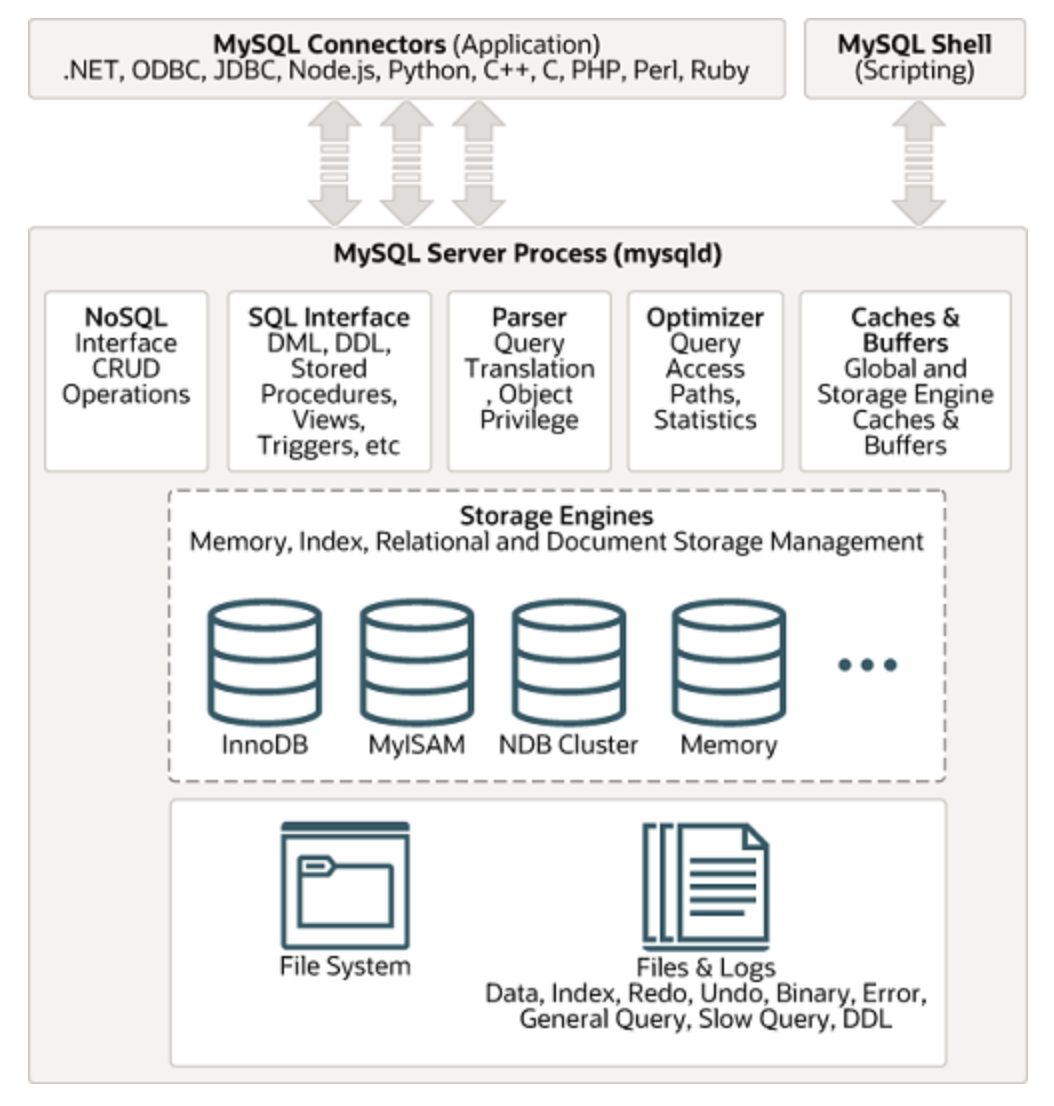 MySQL Connectors (Application)
.NET, ODBC, JDBC, Node.js, Python, C++, C, PHP, Perl, Ruby
MySQL Shell
(Scripting)
MySQL Server Process (mysqld)
NoSQL
Interface
CRUD
Operations
SQL Interface
DML, DDL,
Stored
Procedures,
Views,
Triggers, etc
Parser
Query
Translation
, Object
Privilege
Optimizer
Query
Access
Paths,
Statistics
Caches &
Buffers
Global and
Storage Engine
Caches &
Buffers
Storage Engines
Memory, Index, Relational and Document Storage Management
InnoDB
MyISAM
NDB Cluster
Memory
File System
Files & Logs
Data, Index, Redo, Undo, Binary, Error,
General Query, Slow Query, DDL